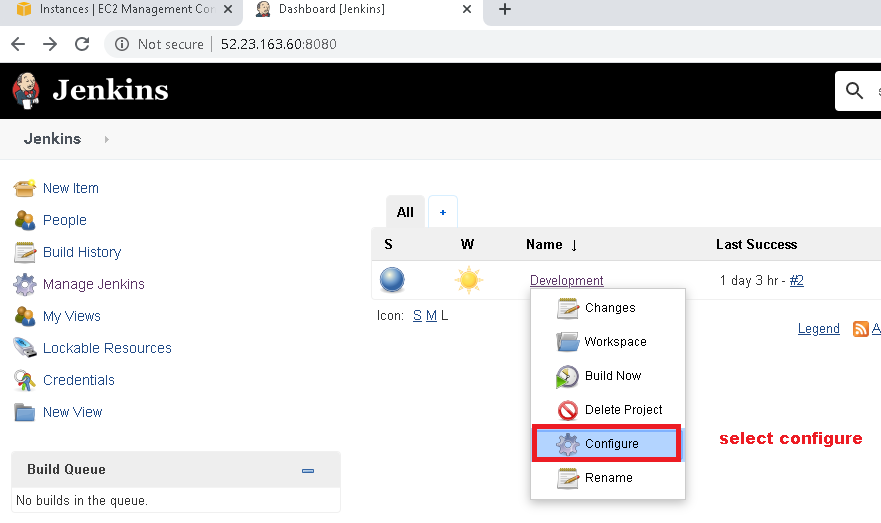 Instances | EC2 Management Con
Dashboard [Jenkins]
Not secure | 52.23.163.60:8080
Jenkins
Jenkins
New Item
People
Build History
Manage Jenkins
My Views
Lockable Resources
Credentials
New View
Build Queue
No builds in the queue.
All +
S W Name ↓ Last Success
Development 1 day 3 hr - #2
Icon: S M L
Legend A
Changes
Workspace
Build Now
Delete Project
Configure
Rename
select configure